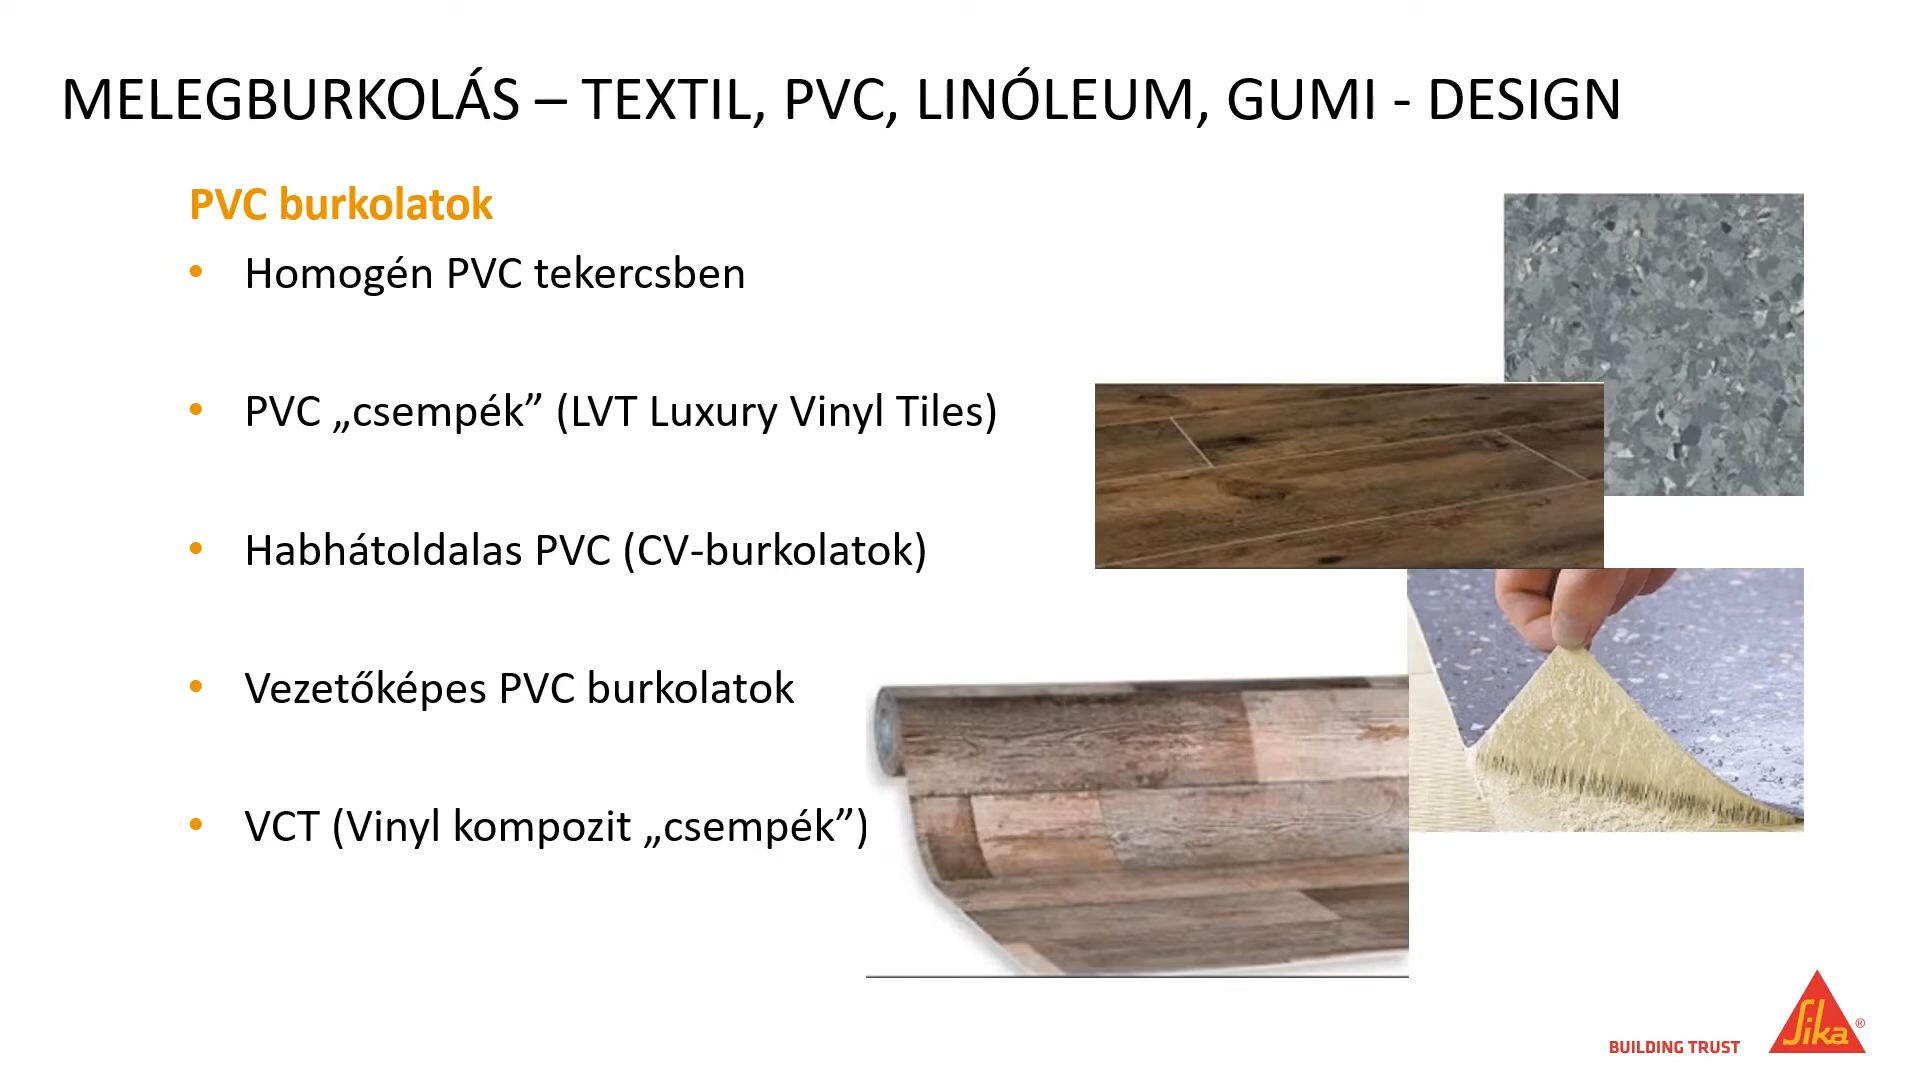 MELEGBURKOLÁS – TEXTIL, PVC, LINÓLEUM, GUMI - DESIGN
PVC burkolatok
• Homogén PVC tekercsben
• PVC „csempék” (LVT Luxury Vinyl Tiles)
• Habhátoldalas PVC (CV-burkolatok)
• Vezetőképes PVC burkolatok
• VCT (Vinyl kompozit „csempék”)
BUILDING TRUST
Sika®